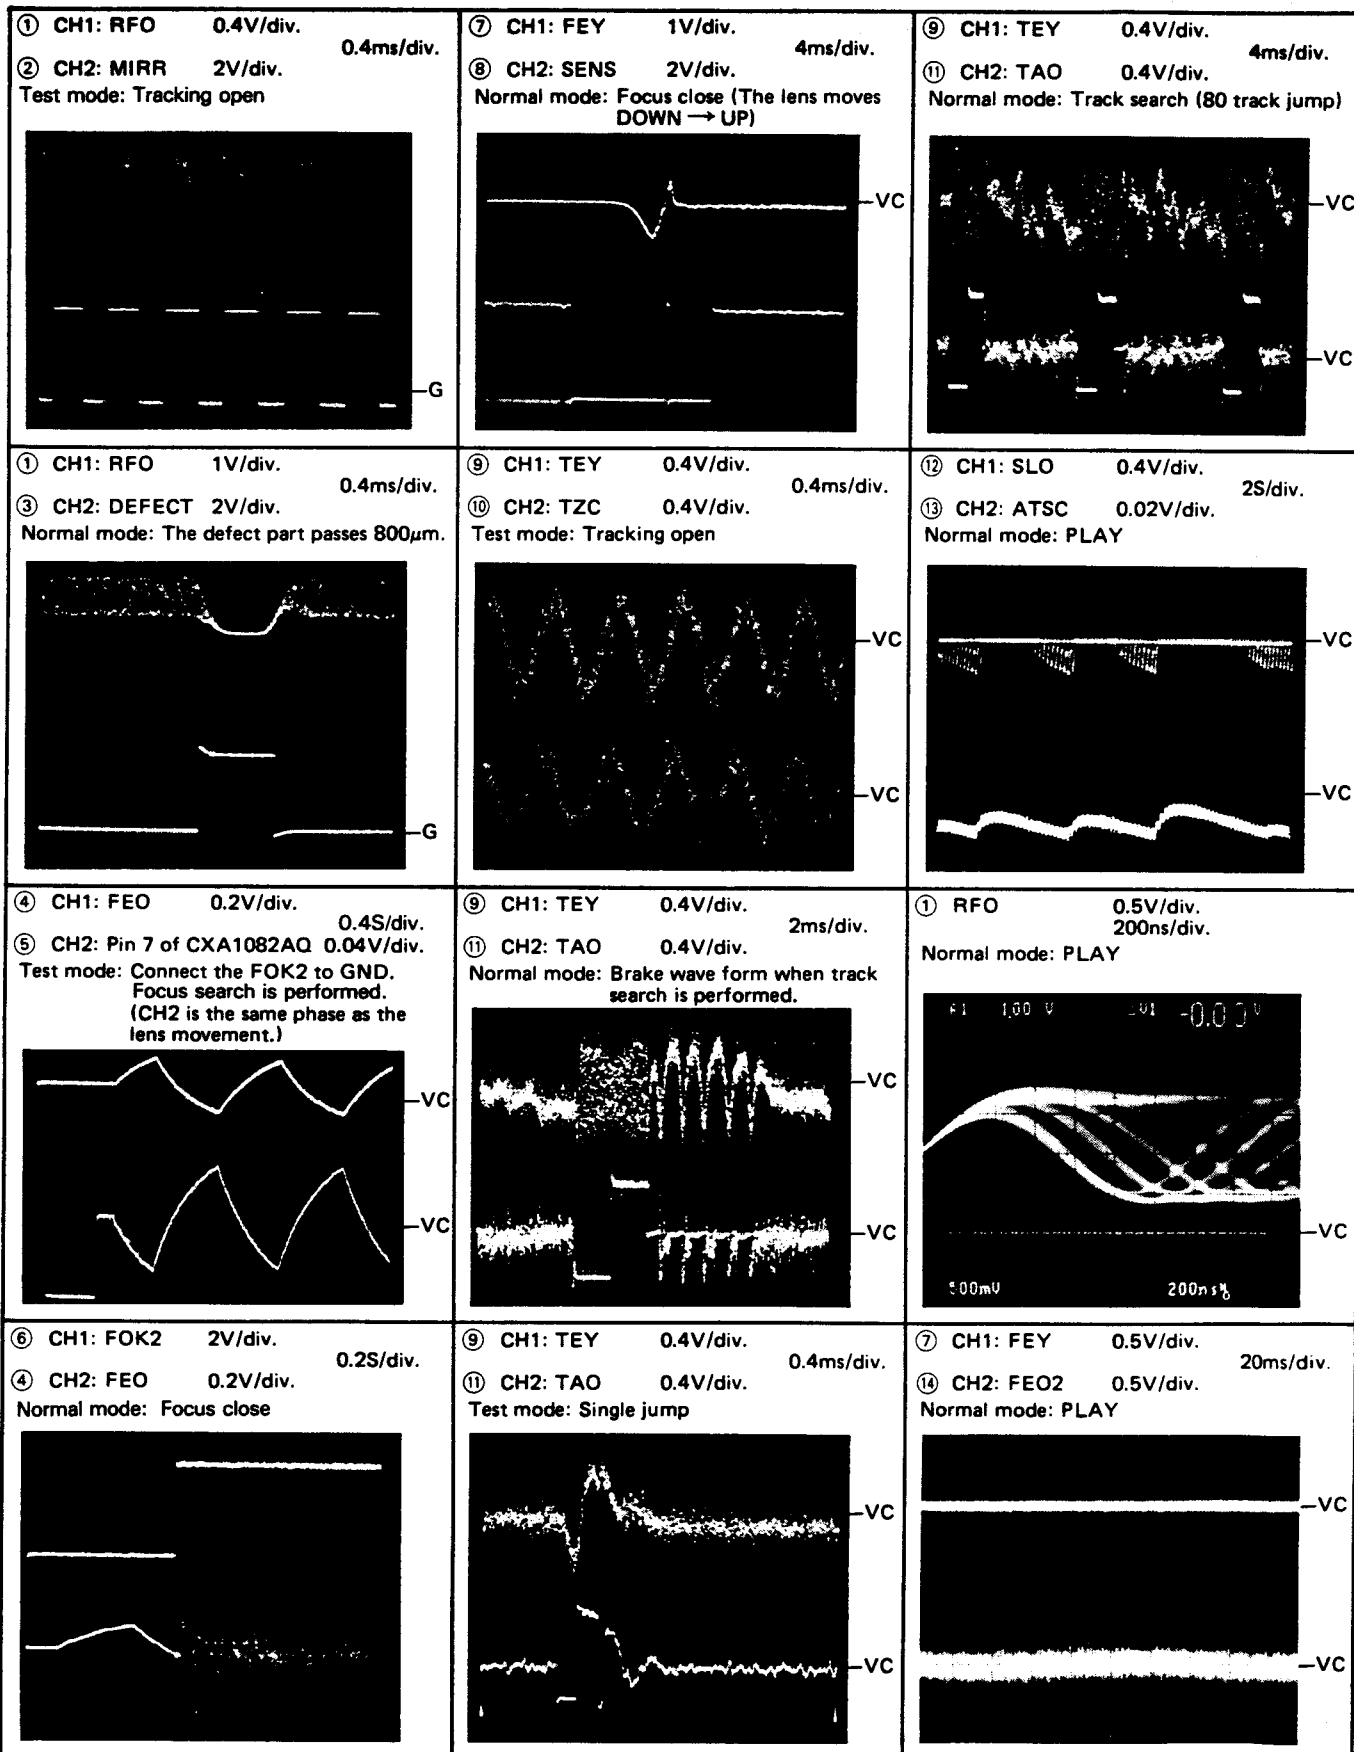 ① CH1: RFO 0.4V/div.
0.4ms/div.
② CH2: MIRR 2V/div.
Test mode: Tracking open
G
⑦ CH1: FEY 1V/div.
4ms/div.
⑧ CH2: SENS 2V/div.
Normal mode: Focus close (The lens moves
DOWN → UP)
VC
⑨ CH1: TEY 0.4V/div.
4ms/div.
⑪ CH2: TAO 0.4V/div.
Normal mode: Track search (80 track jump)
VC
VC
① CH1: RFO 1V/div.
0.4ms/div.
③ CH2: DEFECT 2V/div.
Normal mode: The defect part passes 800μm.
G
⑨ CH1: TEY 0.4V/div.
0.4ms/div.
⑩ CH2: TZC 0.4V/div.
Test mode: Tracking open
VC
VC
⑫ CH1: SLO 0.4V/div.
2S/div.
⑬ CH2: ATSC 0.02V/div.
Normal mode: PLAY
VC
VC
④ CH1: FEO 0.2V/div.
0.4S/div.
⑤ CH2: Pin 7 of CXA1082AQ 0.04V/div.
Test mode: Connect the FOK2 to GND.
Focus search is performed.
(CH2 is the same phase as the
lens movement.)
VC
VC
⑨ CH1: TEY 0.4V/div.
2ms/div.
⑪ CH2: TAO 0.4V/div.
Normal mode: Brake wave form when track
search is performed.
VC
VC
① RFO 0.5V/div.
200ns/div.
Normal mode: PLAY
1.00 V
VC
500mV 200ns
⑥ CH1: FOK2 2V/div.
0.2S/div.
④ CH2: FEO 0.2V/div.
Normal mode: Focus close
⑨ CH1: TEY 0.4V/div.
0.4ms/div.
⑪ CH2: TAO 0.4V/div.
Test mode: Single jump
VC
VC
⑦ CH1: FEY 0.5V/div.
20ms/div.
⑭ CH2: FEO2 0.5V/div.
Normal mode: PLAY
VC
VC